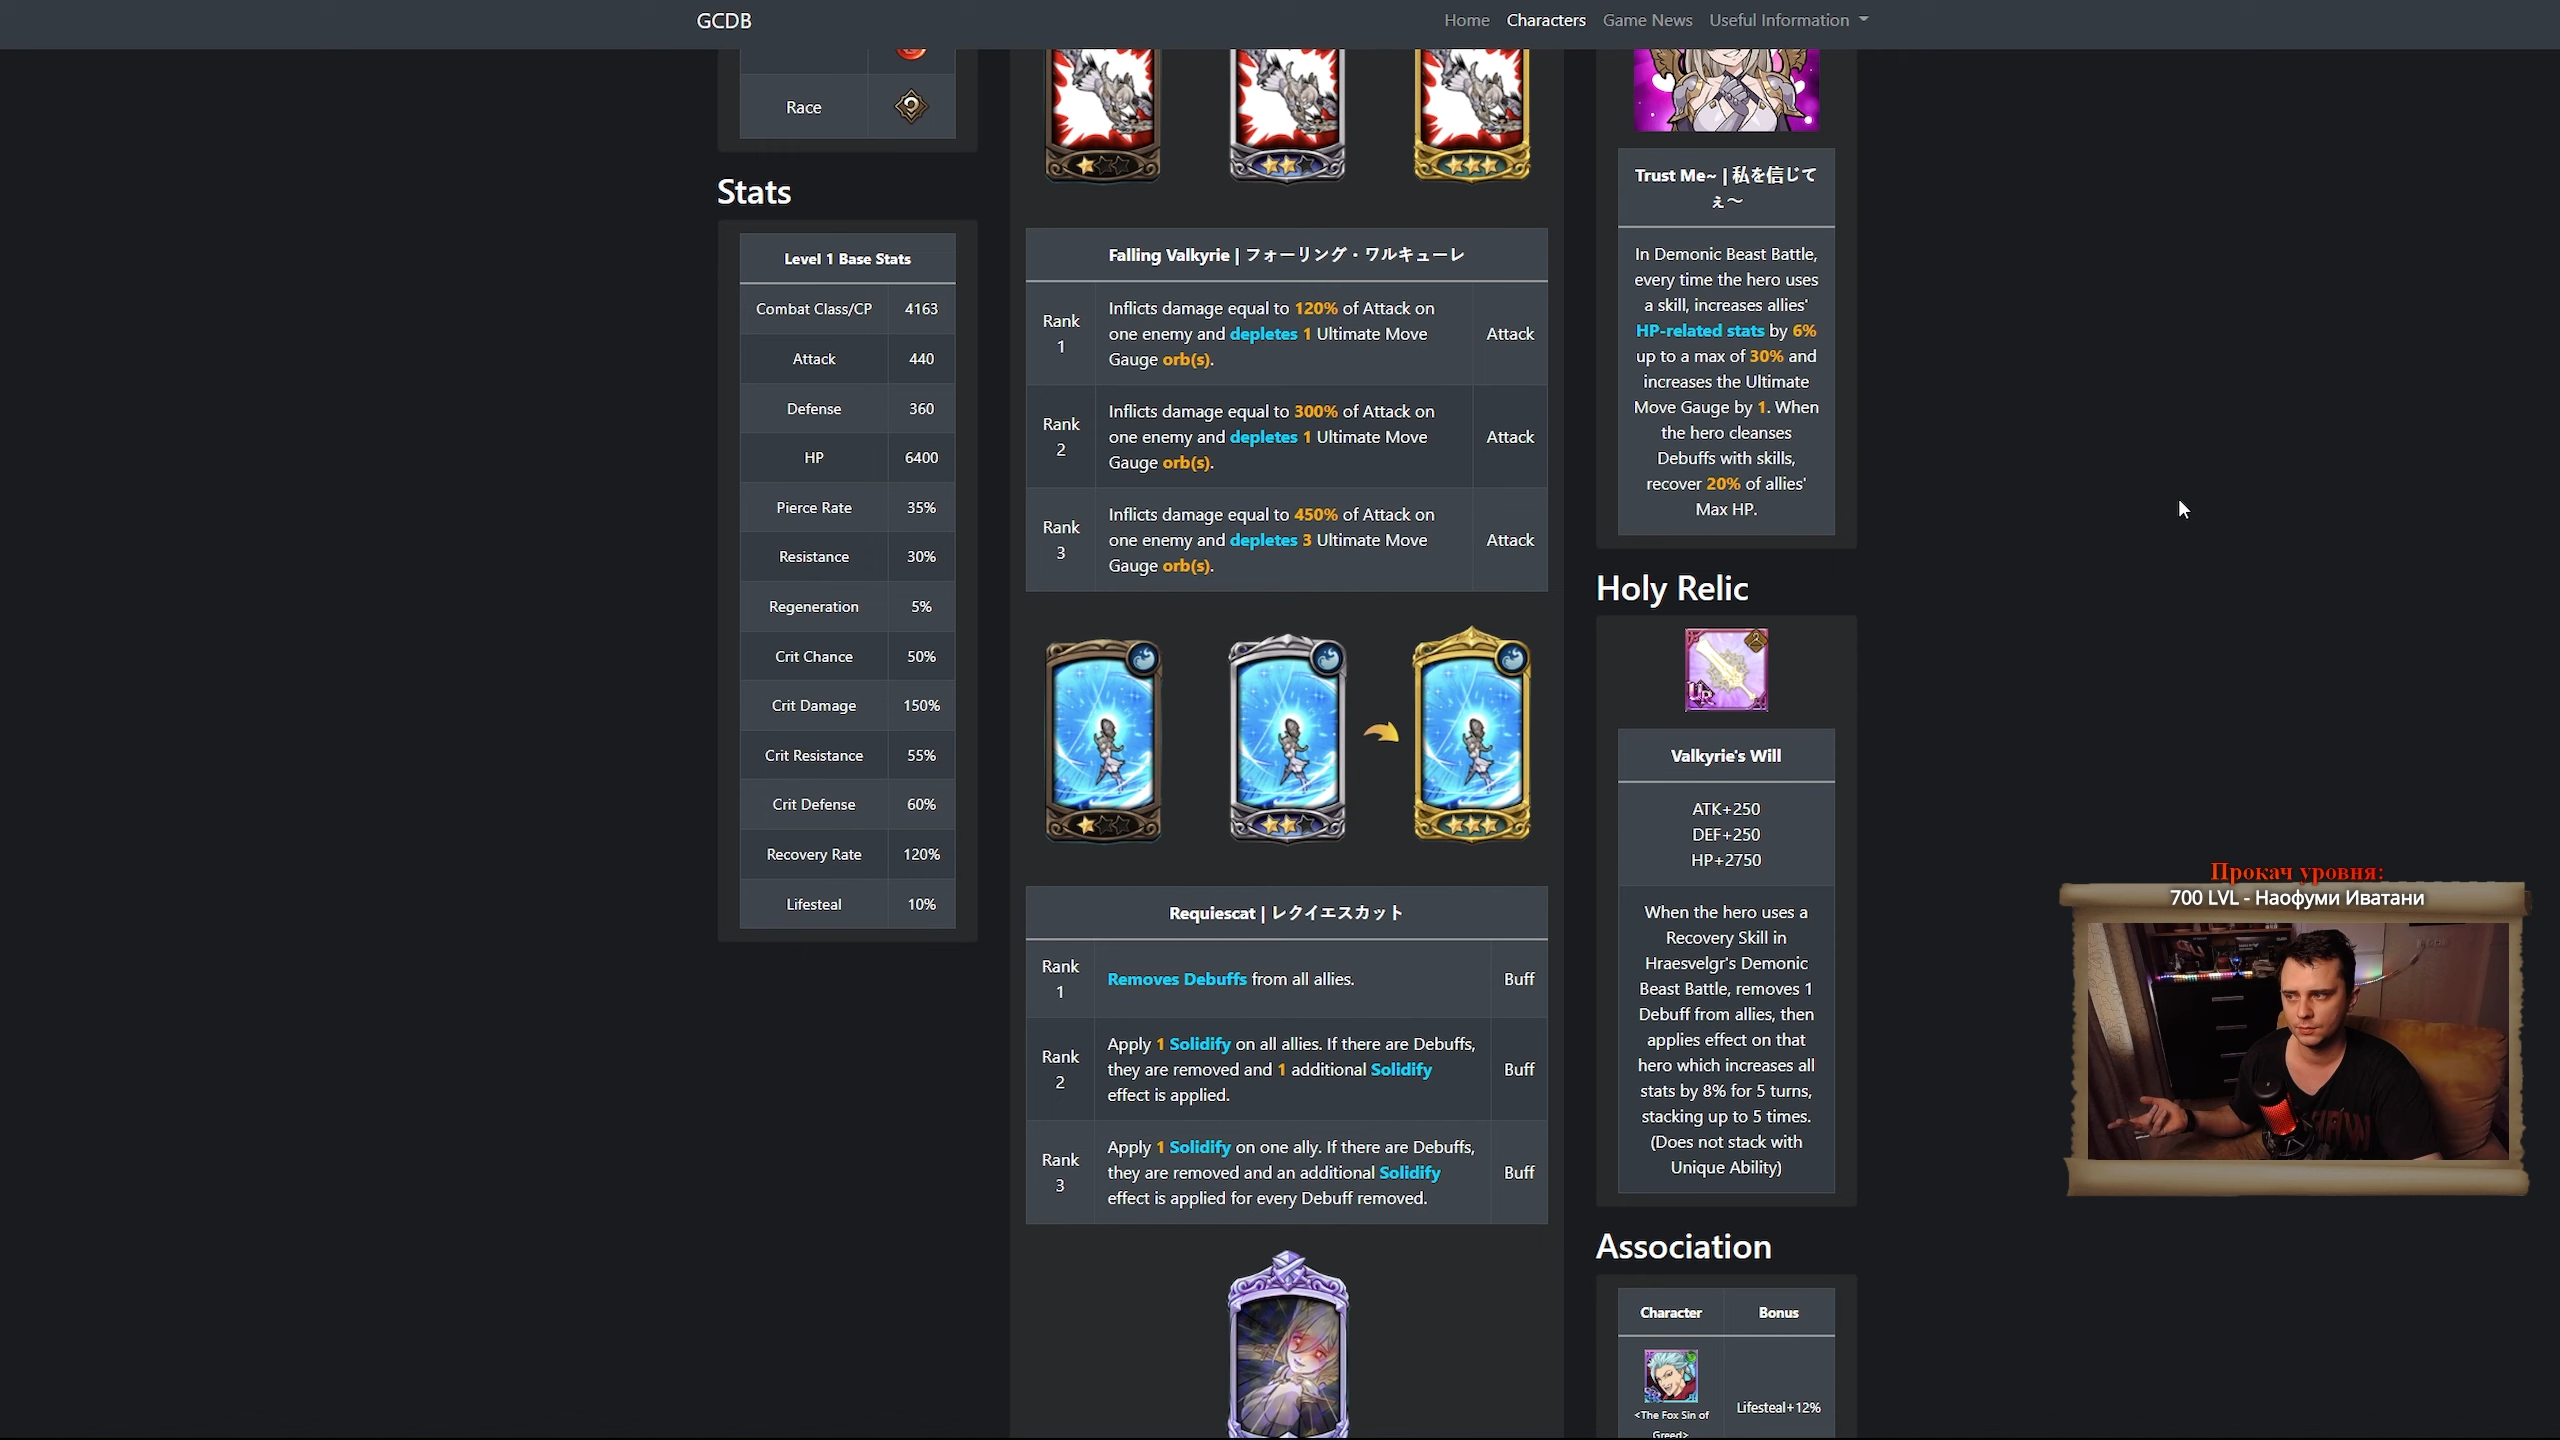 GCDB
Home
Characters
Game News
Useful Information
Race
Stats
Level 1 Base Stats
Combat Class/CP 4163
Attack 440
Defense 360
HP 6400
Pierce Rate 35%
Resistance 30%
Regeneration 5%
Crit Chance 50%
Crit Damage 150%
Crit Resistance 55%
Crit Defense 60%
Recovery Rate 120%
Lifesteal 10%
Falling Valkyrie | フォーリング・ワルキューレ
Rank
1
Inflicts damage equal to 120% of Attack on
one enemy and depletes 1 Ultimate Move
Gauge orb(s).
Attack
Rank
2
Inflicts damage equal to 300% of Attack on
one enemy and depletes 1 Ultimate Move
Gauge orb(s).
Attack
Rank
3
Inflicts damage equal to 450% of Attack on
one enemy and depletes 3 Ultimate Move
Gauge orb(s).
Attack
Requiescat | レクイエスカット
Rank
1
Removes Debuffs from all allies.
Buff
Rank
2
Apply 1 Solidify on all allies. If there are Debuffs,
they are removed and 1 additional Solidify
effect is applied.
Buff
Rank
3
Apply 1 Solidify on one ally. If there are Debuffs,
they are removed and an additional Solidify
effect is applied for every Debuff removed.
Buff
Trust Me~ | 私を信じて
ぇ～
In Demonic Beast Battle,
every time the hero uses
a skill, increases allies'
HP-related stats by 6%
up to a max of 30% and
increases the Ultimate
Move Gauge by 1. When
the hero cleanses
Debuffs with skills,
recover 20% of allies'
Max HP.
Holy Relic
Up
Valkyrie's Will
ATK+250
DEF+250
HP+2750
When the hero uses a
Recovery Skill in
Hraesvelgr's Demonic
Beast Battle, removes 1
Debuff from allies, then
applies effect on that
hero which increases all
stats by 8% for 5 turns,
stacking up to 5 times.
(Does not stack with
Unique Ability)
Association
Character Bonus
<The Fox Sin of
Greed>
Lifesteal+12%
Прокач уровня:
700 LVL - Наофуми Иватани